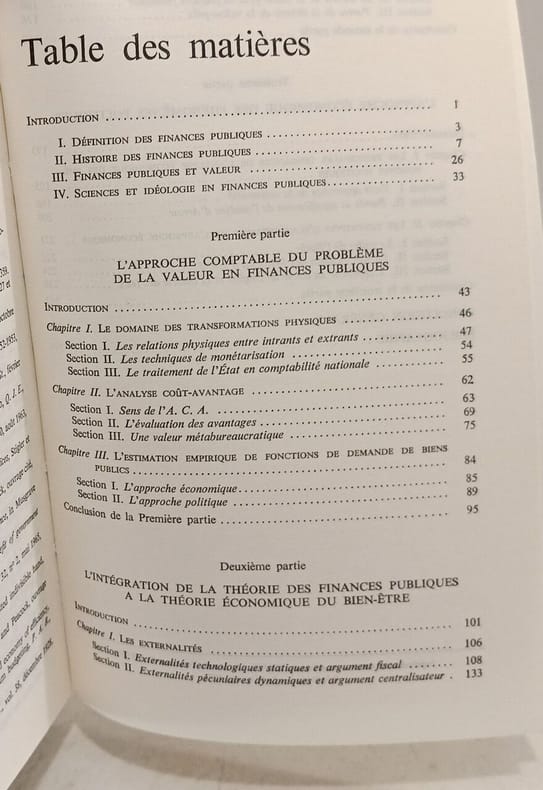 Table des matières
INTRODUCTION 1
I. DÉFINITION DES FINANCES PUBLIQUES 3
II. HISTOIRE DES FINANCES PUBLIQUES 7
III. FINANCES PUBLIQUES ET VALEUR 26
IV. SCIENCES ET IDÉOLOGIE EN FINANCES PUBLIQUES 33
Première partie
L'APPROCHE COMPTABLE DU PROBLÈME
DE LA VALEUR EN FINANCES PUBLIQUES
INTRODUCTION 43
Chapitre I. LE DOMAINE DES TRANSFORMATIONS PHYSIQUES 46
Section I. Les relations physiques entre intrants et extrants 47
Section II. Les techniques de monétarisation 54
Section III. Le traitement de l'État en comptabilité nationale 55
Chapitre II. L'ANALYSE COÛT-AVANTAGE 62
Section I. Sens de l'A. C. A. 63
Section II. L'évaluation des avantages 69
Section III. Une valeur métabureaucratique 75
Chapitre III. L'ESTIMATION EMPIRIQUE DE FONCTIONS DE DEMANDE DE BIENS
PUBLICS 84
Section I. L'approche économique 85
Section II. L'approche politique 89
Conclusion de la Première partie 95
Deuxième partie
L'INTÉGRATION DE LA THÉORIE DES FINANCES PUBLIQUES
A LA THÉORIE ÉCONOMIQUE DU BIEN-ÊTRE
INTRODUCTION 101
Chapitre I. LES EXTERNALITÉS 106
Section I. Externalités technologiques statiques et argument fiscal 108
Section II. Externalités pécuniaires dynamiques et argument centralisateur 133